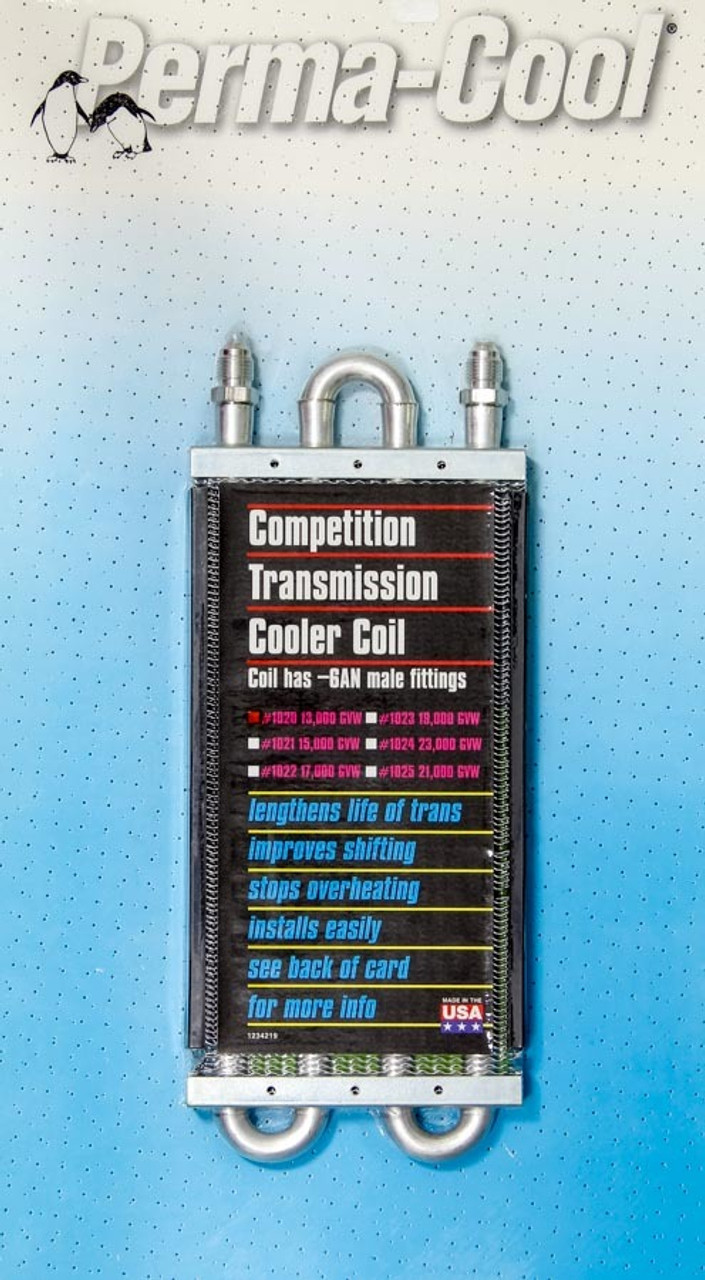 Perma-Cool®
Competition
Transmission
Cooler Coil
Coil has -6AN male fittings
#1020 13,000 GVW #1023 19,000 GVW
#1021 15,000 GVW #1024 23,000 GVW
#1022 17,000 GVW #1025 21,000 GVW
lengthens life of trans
improves shifting
stops overheating
installs easily
see back of card
for more info
MADE IN THE
USA
1234219